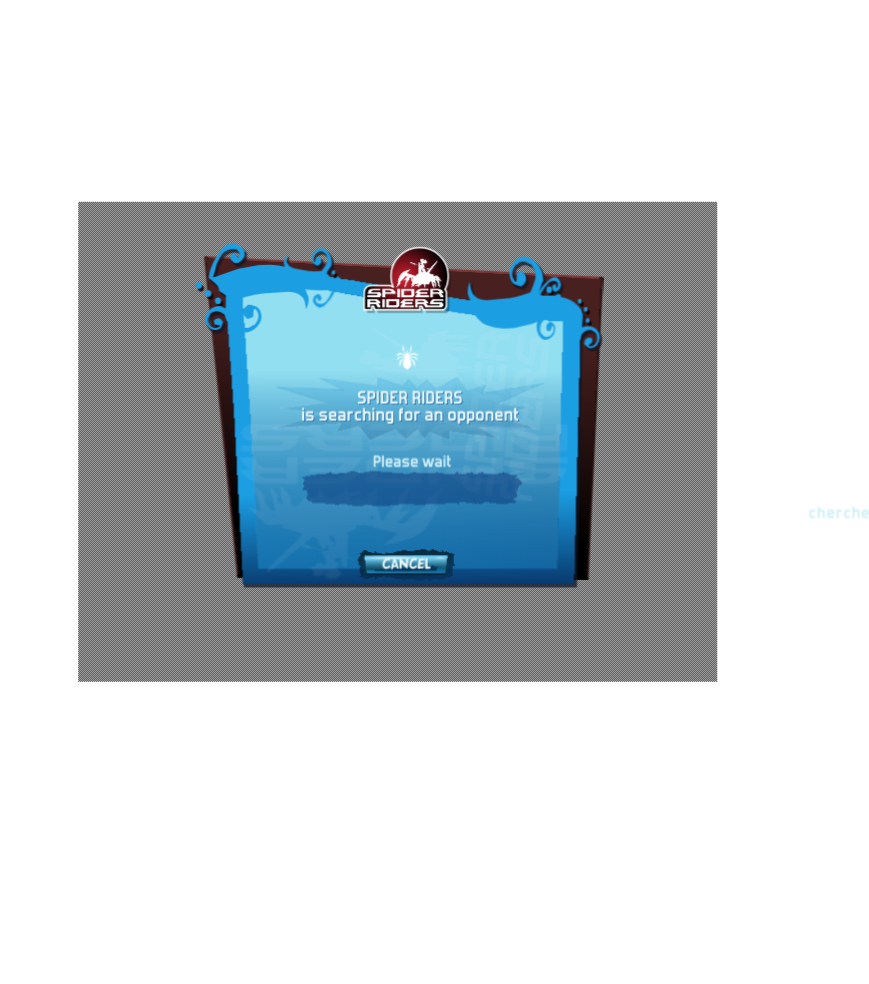 SPIDER
RIDERS
SPIDER RIDERS
is searching for an opponent
Please wait
cherche
CANCEL